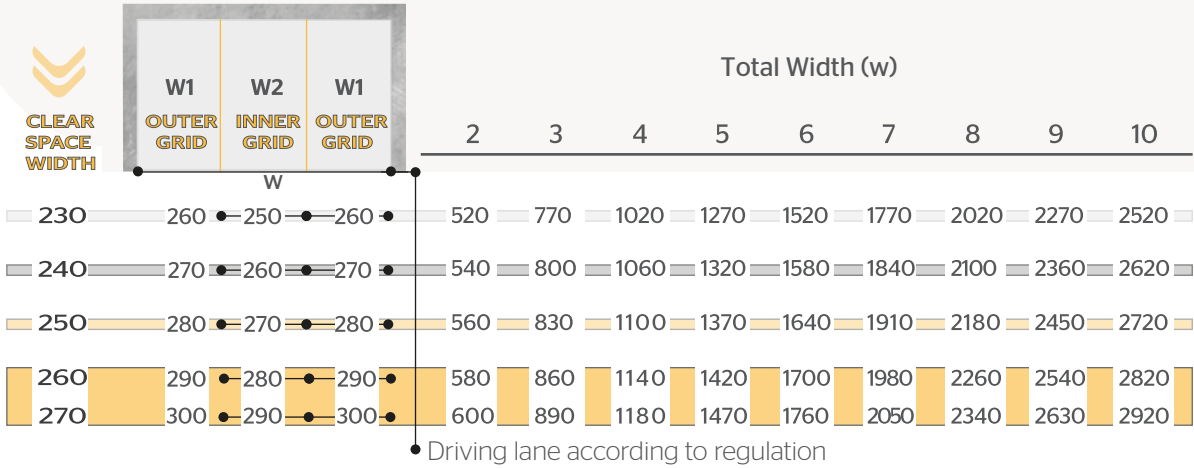 Total Width (w)
W1 W2 W1
CLEAR SPACE WIDTH
OUTER GRID INNER GRID OUTER GRID
2 3 4 5 6 7 8 9 10
W
230 260 250 260 520 770 1020 1270 1520 1770 2020 2270 2520
240 270 260 270 540 800 1060 1320 1580 1840 2100 2360 2620
250 280 270 280 560 830 1100 1370 1640 1910 2180 2450 2720
260 290 280 290 580 860 1140 1420 1700 1980 2260 2540 2820
270 300 290 300 600 890 1180 1470 1760 2050 2340 2630 2920
Driving lane according to regulation